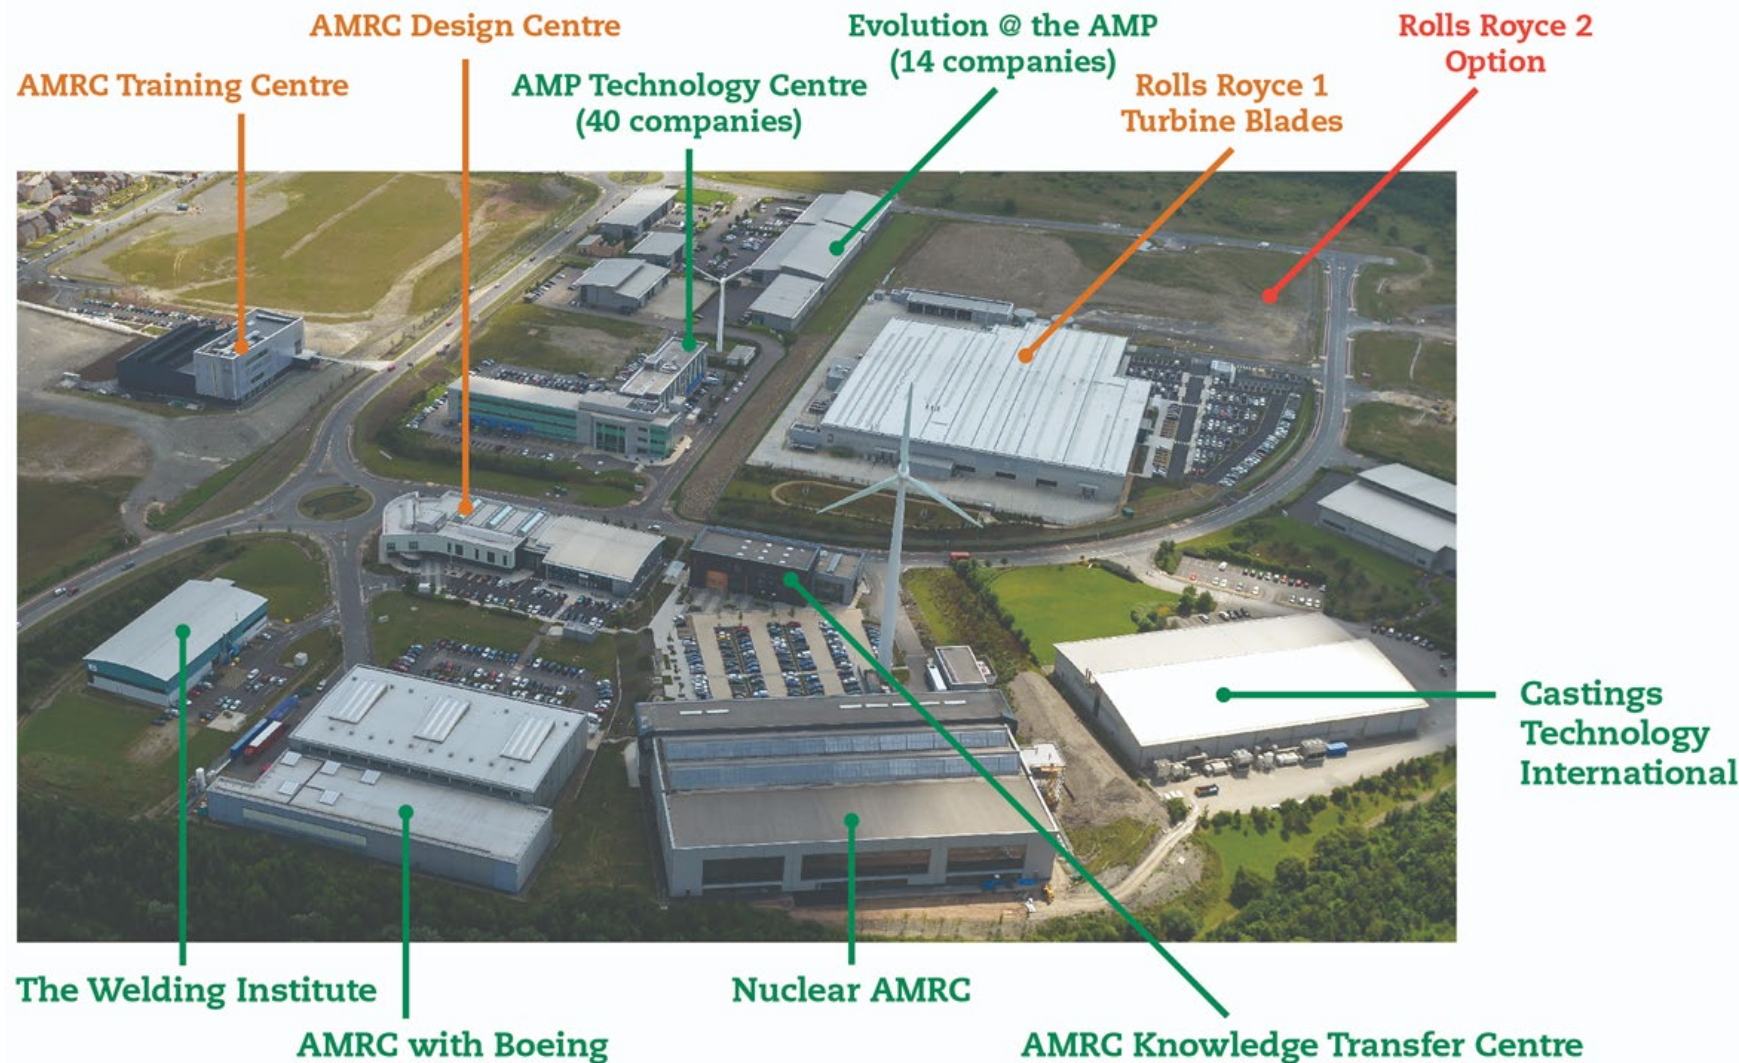 AMRC Design Centre
Evolution @ the AMP
(14 companies)
Rolls Royce 2
Option
AMRC Training Centre
AMP Technology Centre
(40 companies)
Rolls Royce 1
Turbine Blades
Castings
Technology
International
The Welding Institute
Nuclear AMRC
AMRC with Boeing
AMRC Knowledge Transfer Centre